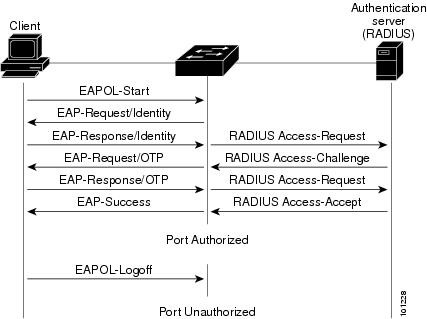 Client
Authentication
server
(RADIUS)
EAPOL-Start
EAP-Request/Identity
EAP-Response/Identity
RADIUS Access-Request
EAP-Request/OTP
RADIUS Access-Challenge
EAP-Response/OTP
RADIUS Access-Request
EAP-Success
RADIUS Access-Accept
Port Authorized
EAPOL-Logoff
Port Unauthorized
101228